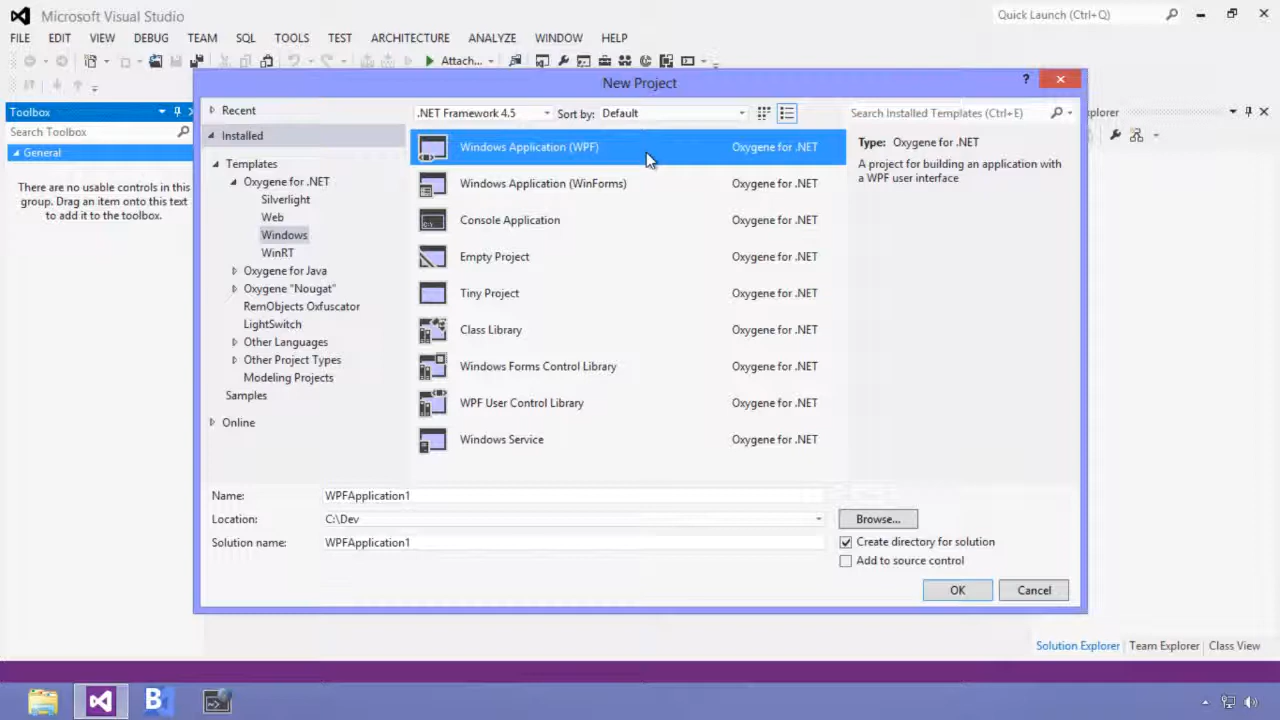 Microsoft Visual Studio
Quick Launch (Ctrl+Q)
FILE EDIT VIEW DEBUG TEAM SQL TOOLS TEST ARCHITECTURE ANALYZE WINDOW HELP
Attach...
New Project
?
Toolbox
Search Toolbox
General
There are no usable controls in this
group. Drag an item onto this text
to add it to the toolbox.
Recent
Installed
Templates
Oxygene for .NET
Silverlight
Web
Windows
WinRT
Oxygene for Java
Oxygene "Nougat"
RemObjects Oxfuscator
LightSwitch
Other Languages
Other Project Types
Modeling Projects
Samples
Online
.NET Framework 4.5 Sort by: Default
Search Installed Templates (Ctrl+E)
Windows Application (WPF) Oxygene for .NET
Windows Application (WinForms) Oxygene for .NET
Console Application Oxygene for .NET
Empty Project Oxygene for .NET
Tiny Project Oxygene for .NET
Class Library Oxygene for .NET
Windows Forms Control Library Oxygene for .NET
WPF User Control Library Oxygene for .NET
Windows Service Oxygene for .NET
Type: Oxygene for .NET
A project for building an application with
a WPF user interface
plorer
Name: WPFApplication1
Location: C:\Dev
Browse...
Solution name: WPFApplication1
Create directory for solution
Add to source control
OK Cancel
Solution Explorer Team Explorer Class View
B